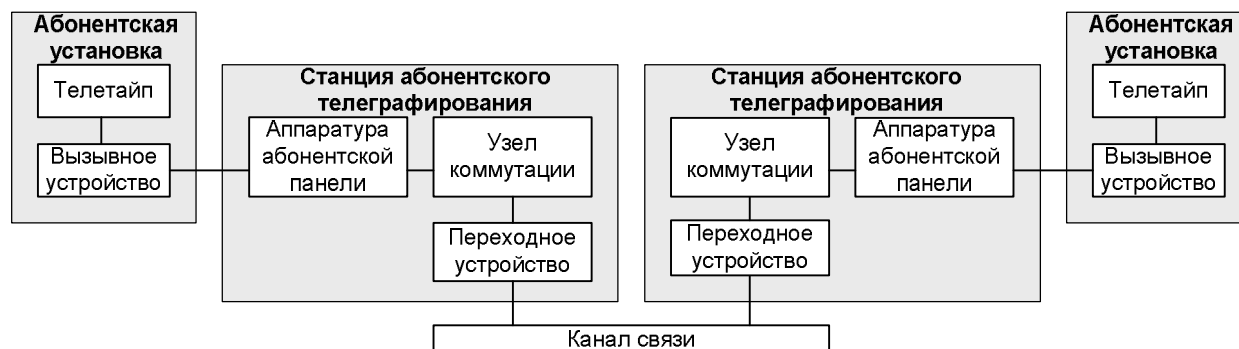 Абонентская
установка
Телетайп
Вызывное
устройство
Станция абонентского
телеграфирования
Аппаратура
абонентской
панели
Узел
коммутации
Переходное
устройство
Станция абонентского
телеграфирования
Узел
коммутации
Аппаратура
абонентской
панели
Переходное
устройство
Абонентская
установка
Телетайп
Вызывное
устройство
Канал связи